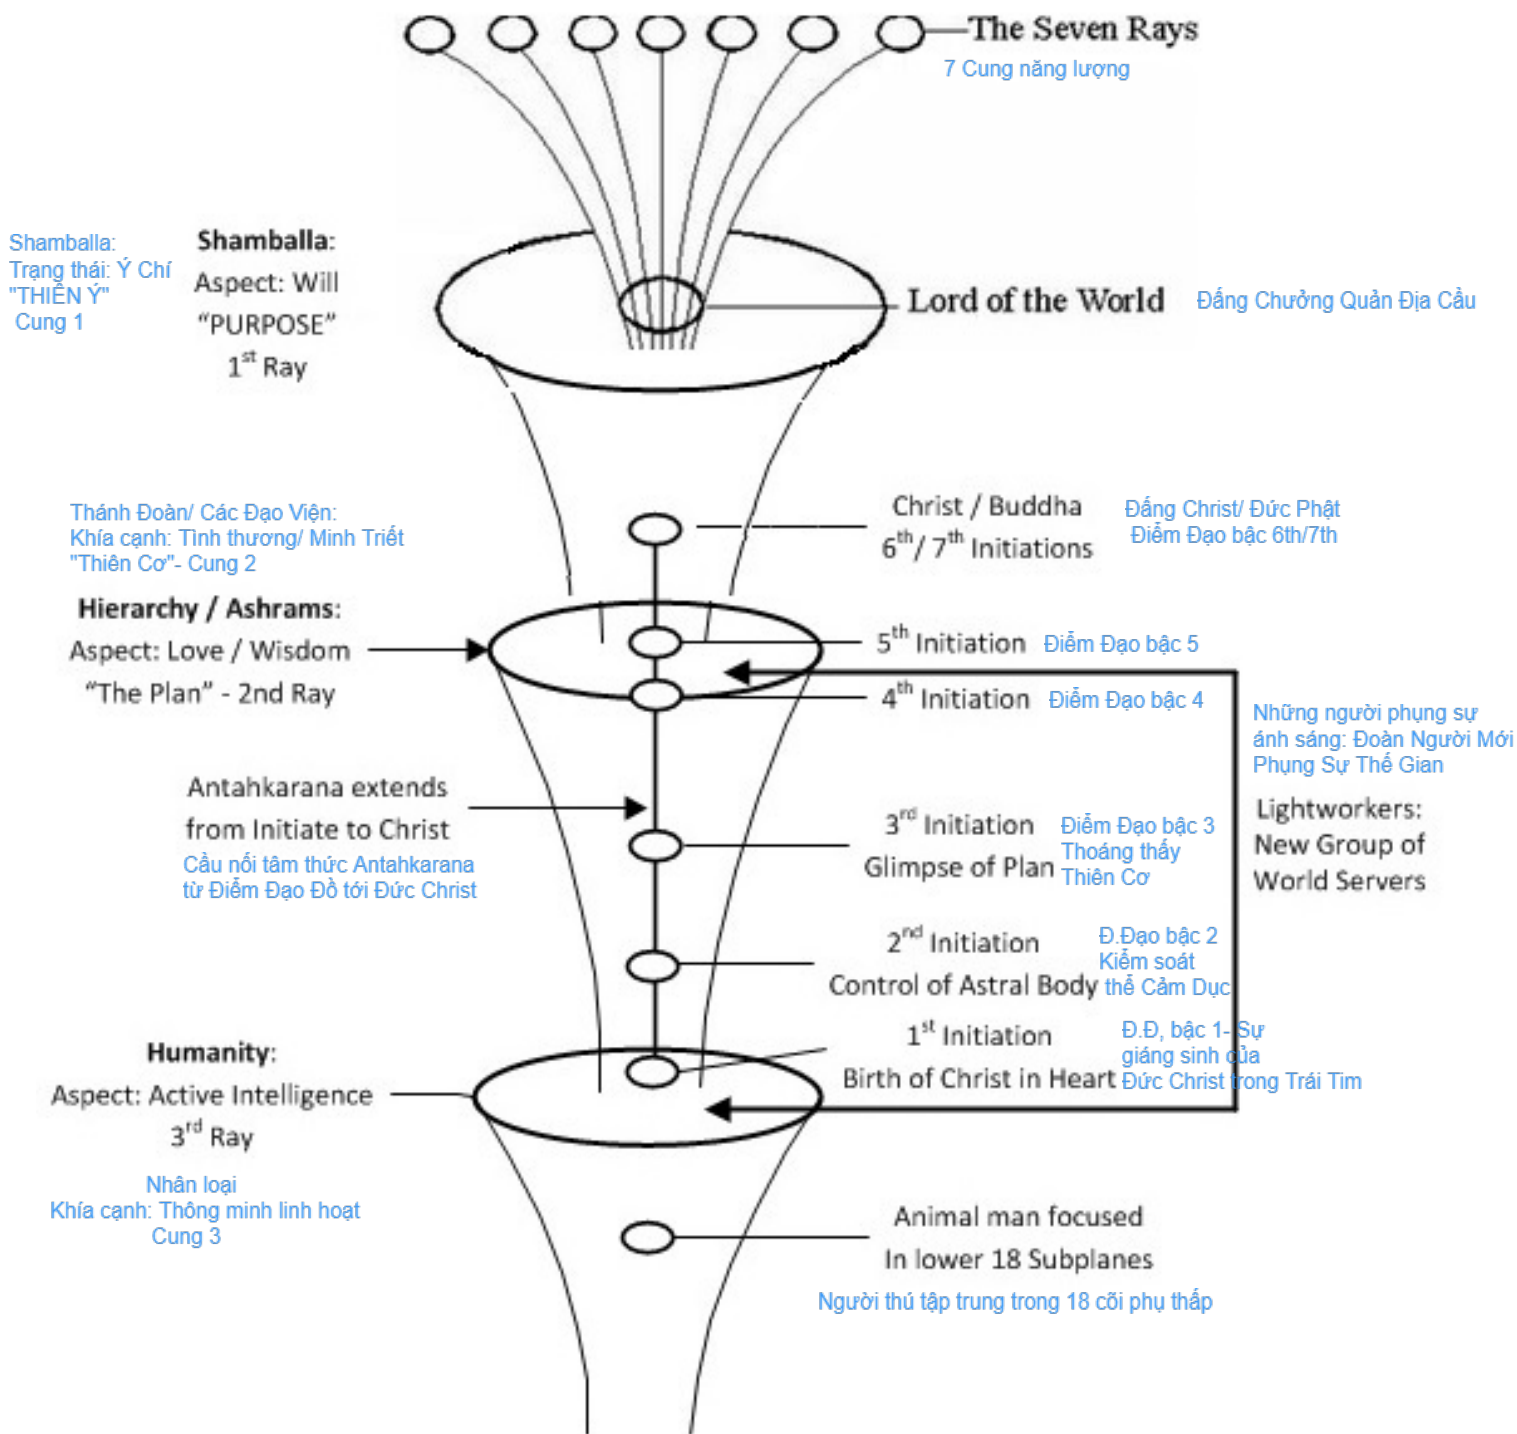 The Seven Rays
7 Cung năng lượng
Shamballa:
Trạng thái: Ý Chí
"THIÊN Ý"
Cung 1
Shamballa:
Aspect: Will
“PURPOSE”
1st Ray
Lord of the World
Đấng Chưởng Quản Địa Cầu
Thánh Đoàn/ Các Đạo Viện:
Khía cạnh: Tình thương/ Minh Triết
"Thiên Cơ"- Cung 2
Christ / Buddha
6th/ 7th Initiations
Đấng Christ/ Đức Phật
Điểm Đạo bậc 6th/7th
Hierarchy / Ashrams:
Aspect: Love / Wisdom
“The Plan” - 2nd Ray
5th Initiation
Điểm Đạo bậc 5
4th Initiation
Điểm Đạo bậc 4
Những người phụng sự
ánh sáng: Đoàn Người Mới
Phụng Sự Thế Gian
Lightworkers:
New Group of
World Servers
Antahkarana extends
from Initiate to Christ
Cầu nối tâm thức Antahkarana
từ Điểm Đạo Đồ tới Đức Christ
3rd Initiation
Glimpse of Plan
Điểm Đạo bậc 3
Thoáng thấy
Thiên Cơ
2nd Initiation
Control of Astral Body
Đ.Đạo bậc 2
Kiểm soát
thể Cảm Dục
1st Initiation
Birth of Christ in Heart
Đ.Đ, bậc 1- Sự
giáng sinh của
Đức Christ trong Trái Tim
Humanity:
Aspect: Active Intelligence
3rd Ray
Nhân loại
Khía cạnh: Thông minh linh hoạt
Cung 3
Animal man focused
In lower 18 Subplanes
Người thú tập trung trong 18 cõi phụ thấp